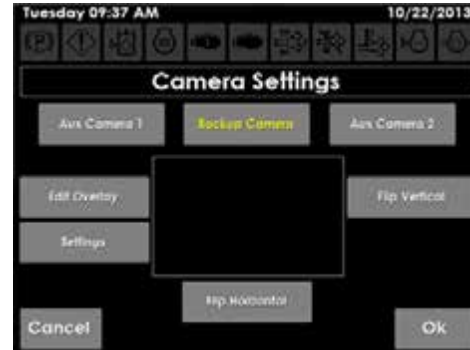 Tuesday 09:37 AM 10/22/2013
Camera Settings
Aux Camera 1 Backup Camera Aux Camera 2
Edit Overlay Flip Vertical
Settings
Flip Horizontal
Cancel Ok